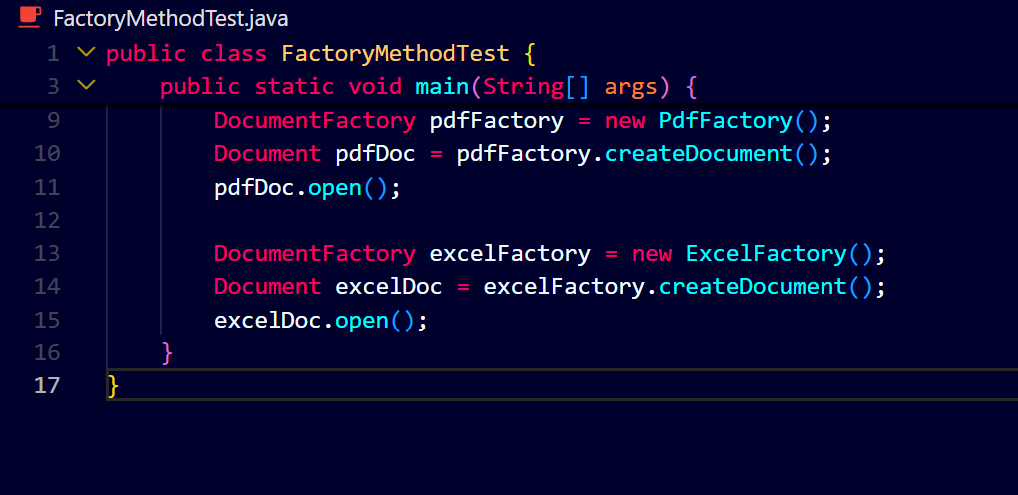 FactoryMethodTest.java
1 public class FactoryMethodTest {
3 public static void main(String[] args) {
9 DocumentFactory pdfFactory = new PdfFactory();
10 Document pdfDoc = pdfFactory.createDocument();
11 pdfDoc.open();
12
13 DocumentFactory excelFactory = new ExcelFactory();
14 Document excelDoc = excelFactory.createDocument();
15 excelDoc.open();
16 }
17 }